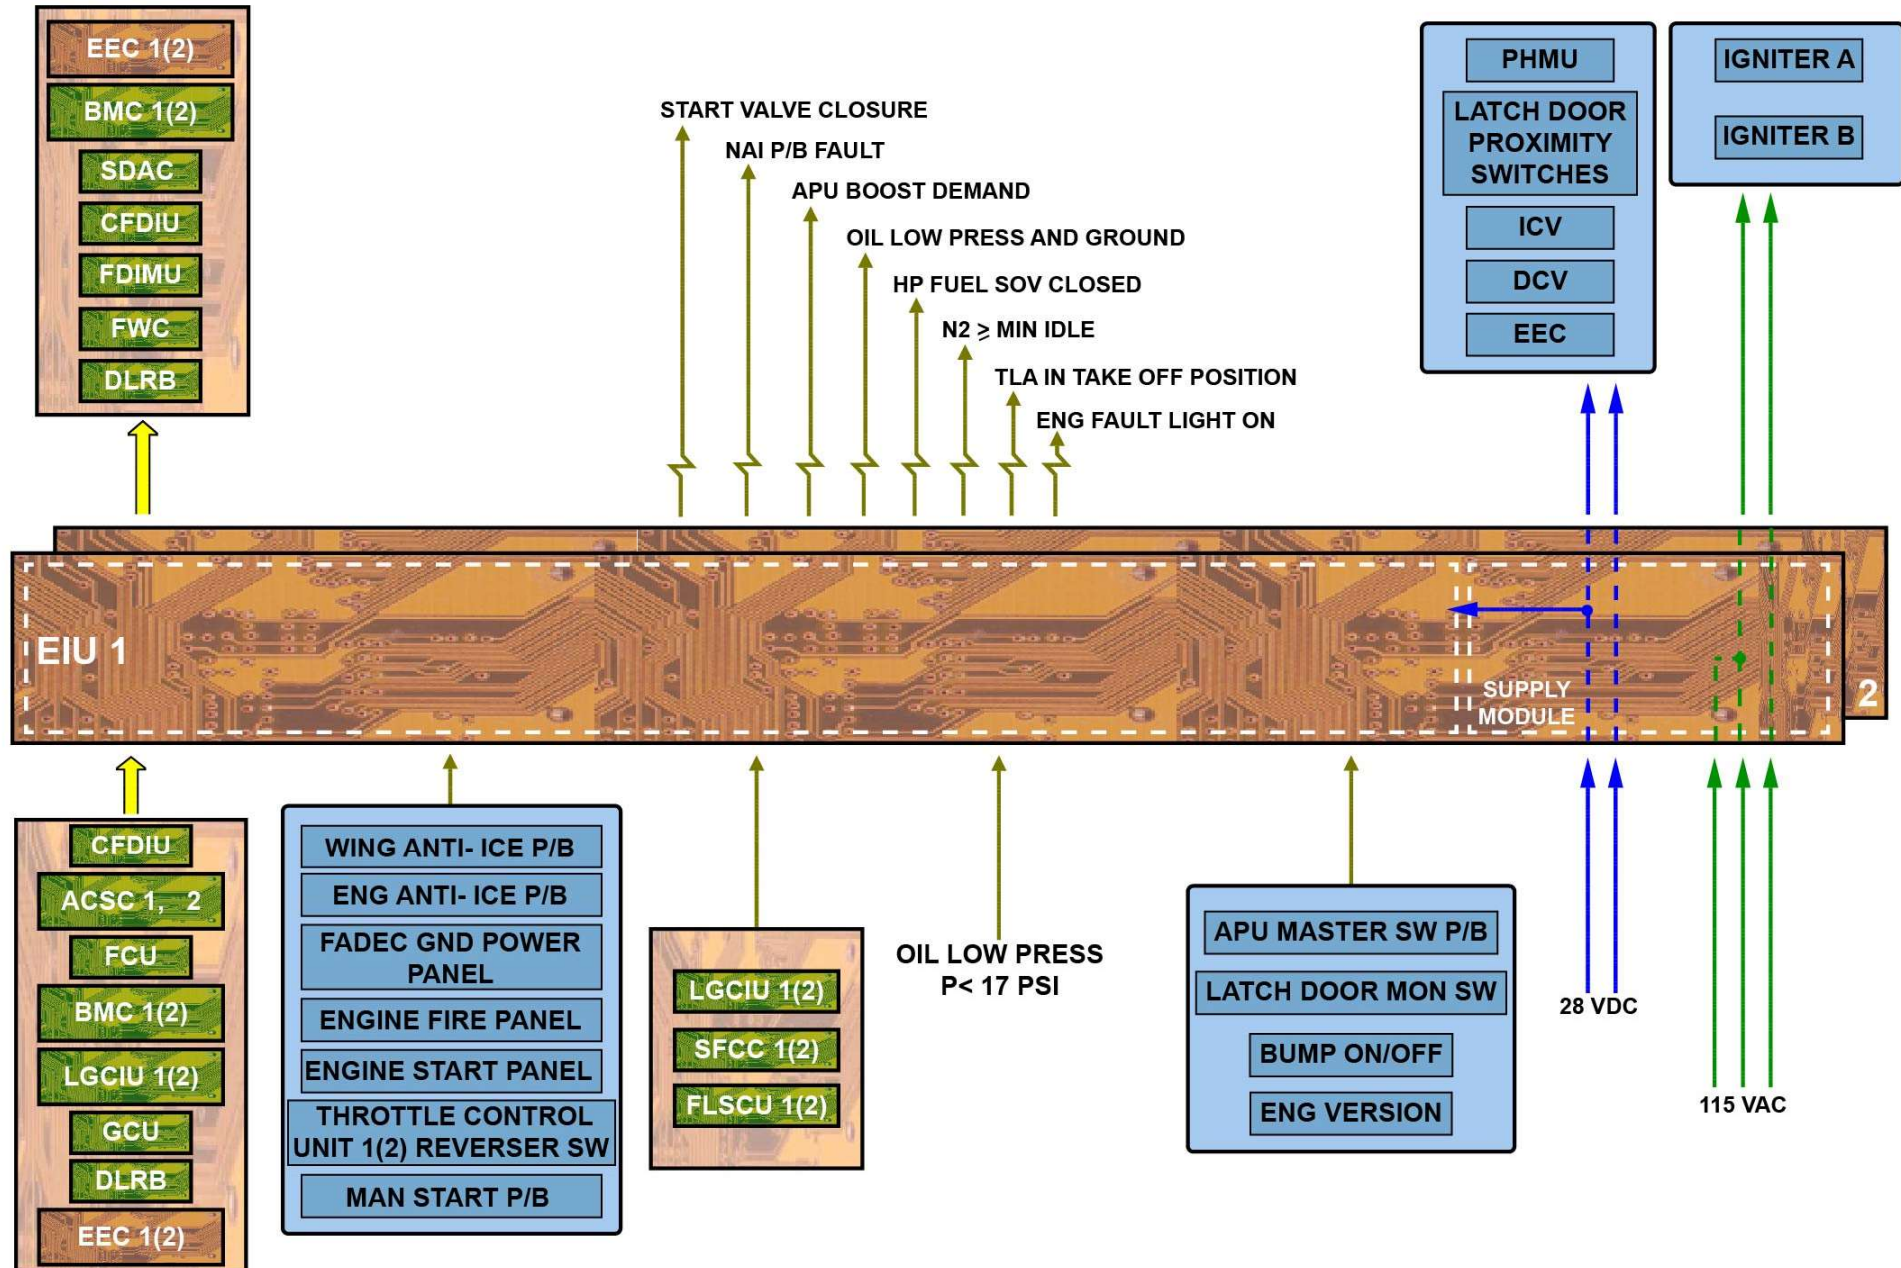 EEC 1(2)
BMC 1(2)
SDAC
CFDIU
FDIMU
FWC
DLRB
START VALVE CLOSURE
NAI P/B FAULT
APU BOOST DEMAND
OIL LOW PRESS AND GROUND
HP FUEL SOV CLOSED
N2 ≥ MIN IDLE
TLA IN TAKE OFF POSITION
ENG FAULT LIGHT ON
PHMU
LATCH DOOR
PROXIMITY
SWITCHES
ICV
DCV
EEC
IGNITER A
IGNITER B
EIU 1
SUPPLY
MODULE
2
CFDIU
ACSC 1, 2
FCU
BMC 1(2)
LGCIU 1(2)
GCU
DLRB
EEC 1(2)
WING ANTI- ICE P/B
ENG ANTI- ICE P/B
FADEC GND POWER
PANEL
ENGINE FIRE PANEL
ENGINE START PANEL
THROTTLE CONTROL
UNIT 1(2) REVERSER SW
MAN START P/B
LGCIU 1(2)
SFCC 1(2)
FLSCU 1(2)
OIL LOW PRESS
P< 17 PSI
APU MASTER SW P/B
LATCH DOOR MON SW
BUMP ON/OFF
ENG VERSION
28 VDC
115 VAC